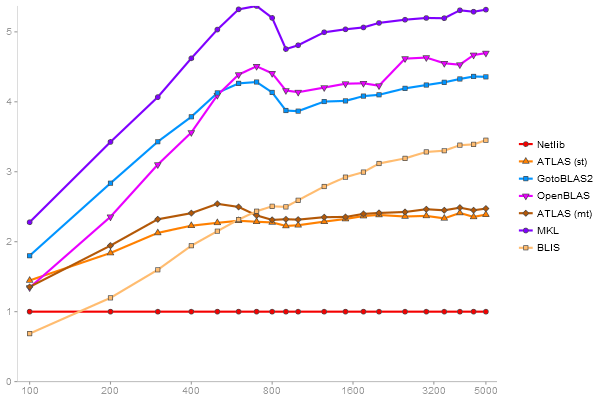 5
4
3
2
1
0
100 200 400 800 1600 3200 5000
Netlib
ATLAS (st)
GotoBLAS2
OpenBLAS
ATLAS (mt)
MKL
BLIS